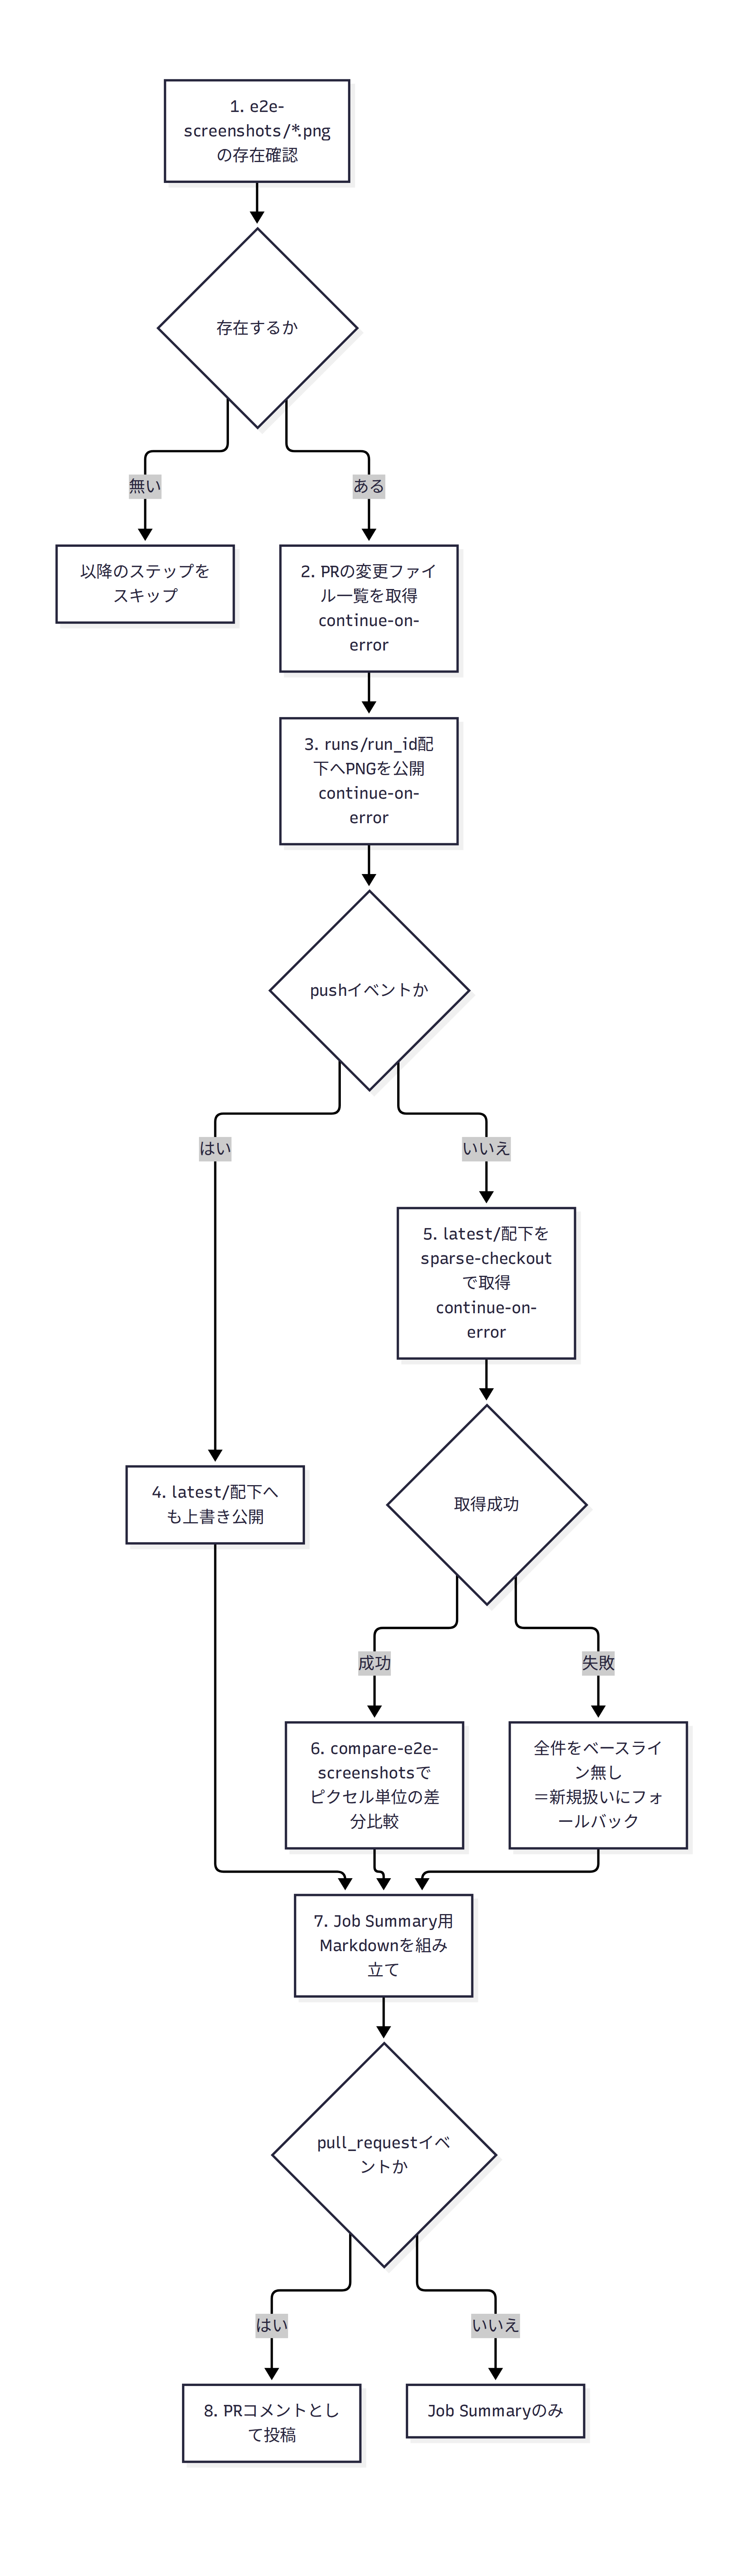 1. e2e-
screenshots/*.png
の存在確認
存在するか
無い
ある
以降のステップを
スキップ
2. PRの変更ファイ
ル一覧を取得
continue-on-
error
3. runs/run_id配
下へPNGを公開
continue-on-
error
pushイベントか
はい
いいえ
5. latest/配下を
sparse-checkout
で取得
continue-on-
error
4. latest/配下へ
も上書き公開
取得成功
成功
失敗
6. compare-e2e-
screenshotsで
ピクセル単位の差
分比較
全件をベースライ
ン無し
＝新規扱いにフォ
ールバック
7. Job Summary用
Markdownを組み
立て
pull_requestイベ
ントか
はい
いいえ
8. PRコメントとし
て投稿
Job Summaryのみ